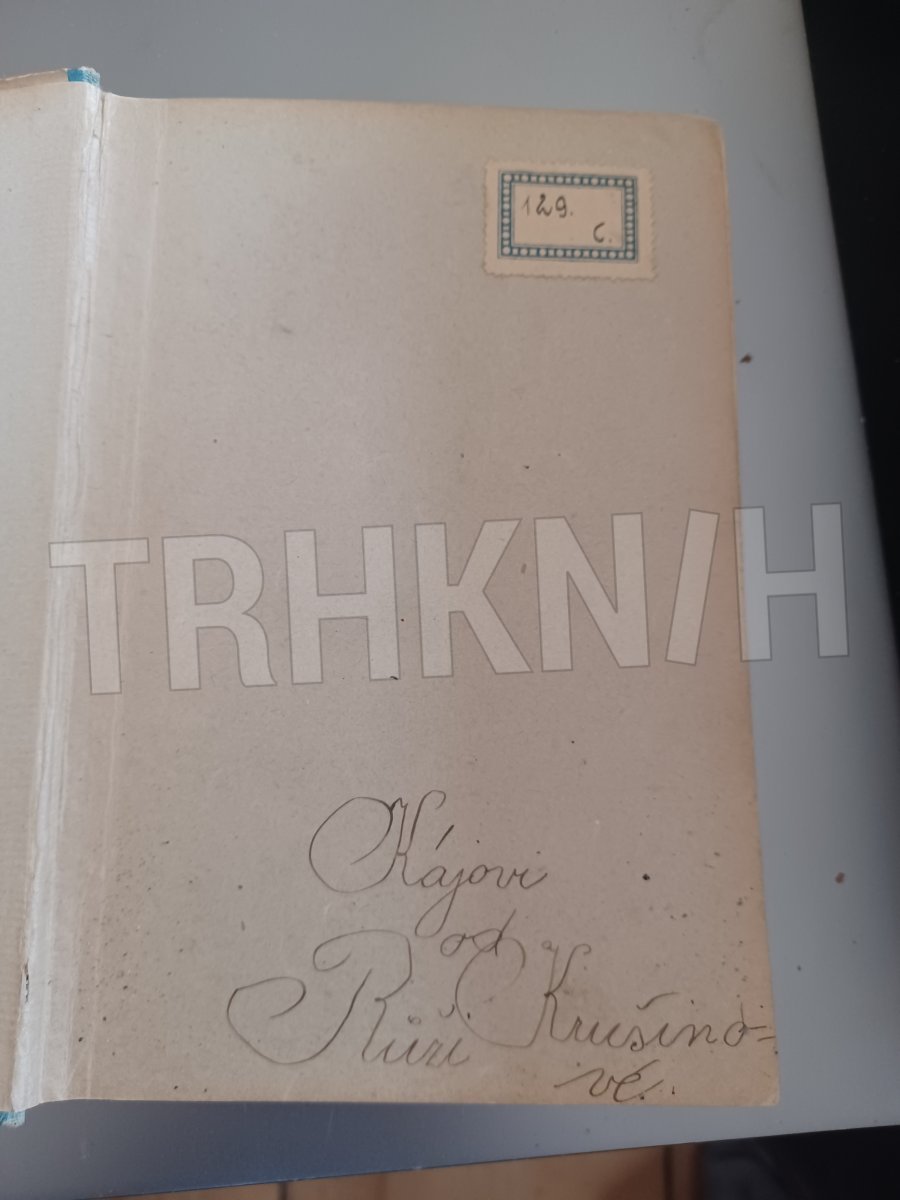 129.
c.
TRHKNIH
Kájovi
od
Růži Krušino=
vé.